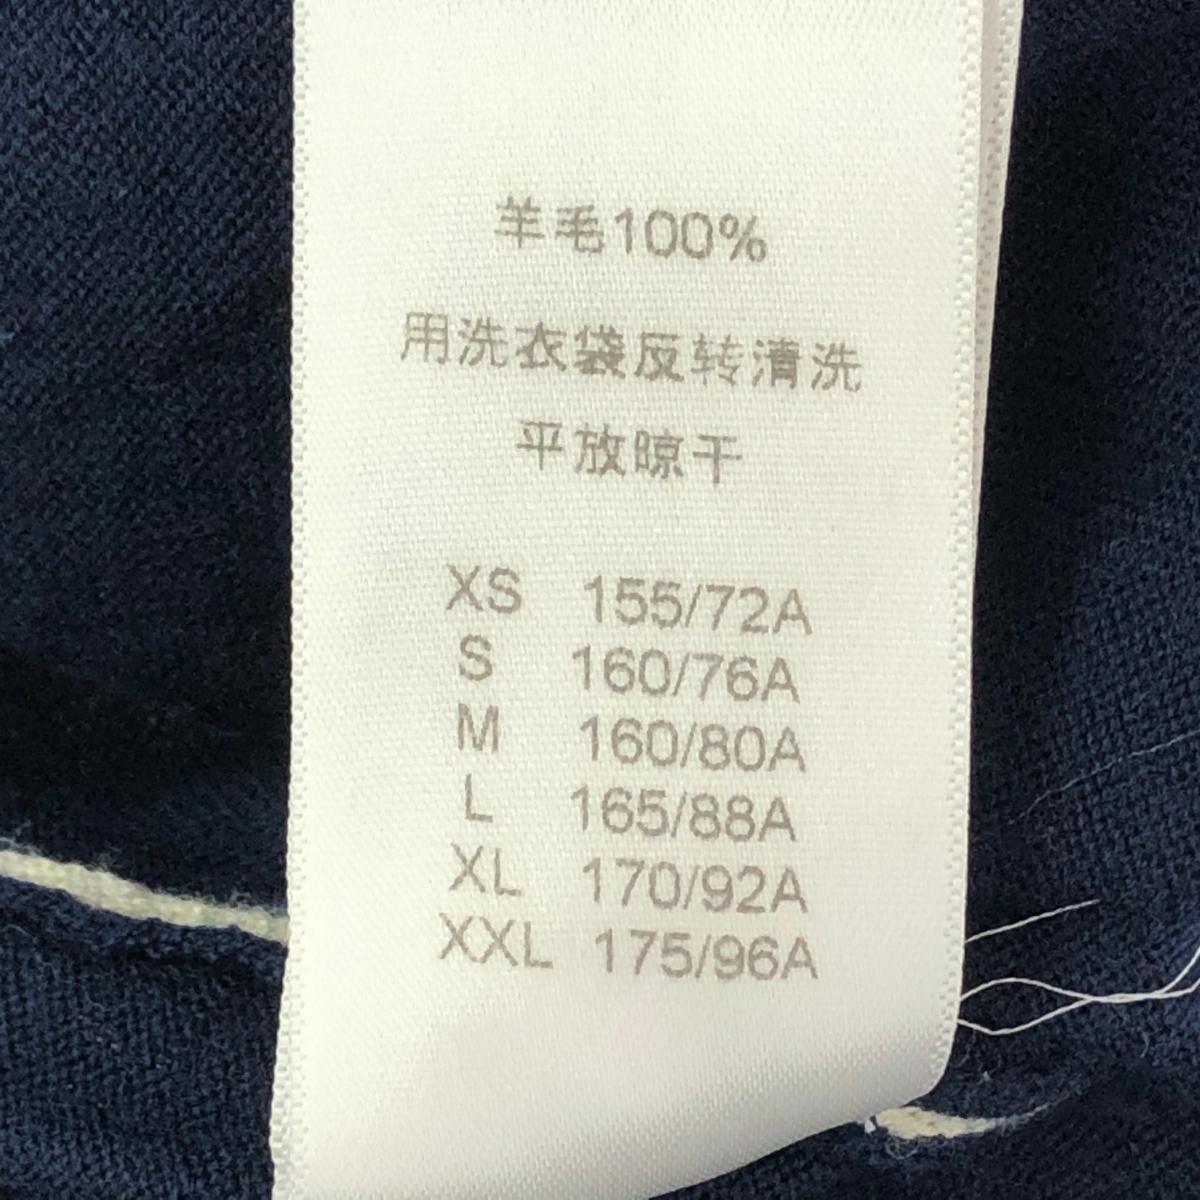 羊毛100%
用洗衣袋反转清洗
平放晾干
XS 155/72A
S 160/76A
M 160/80A
L 165/88A
XL 170/92A
XXL 175/96A